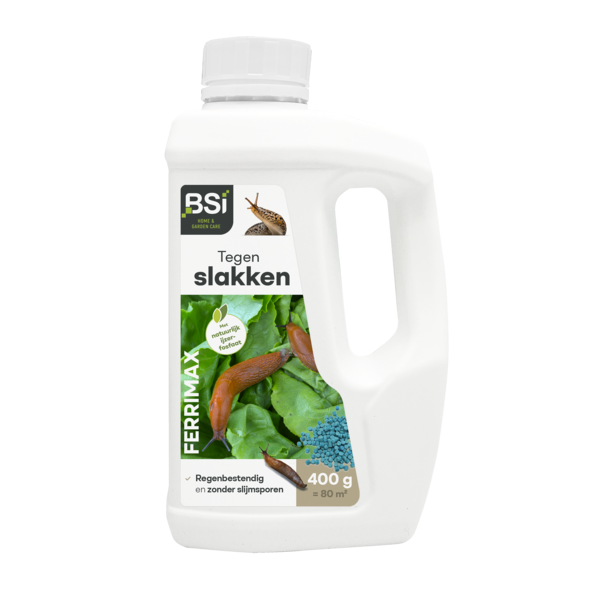 BSi
HOME &
GARDEN CARE
Tegen
slakken
Met
natuurlijk
ijzer-
fosfaat
FERRIMAX
✓ Regenbestendig
en zonder slijmsporen
400 g
= 80 m²